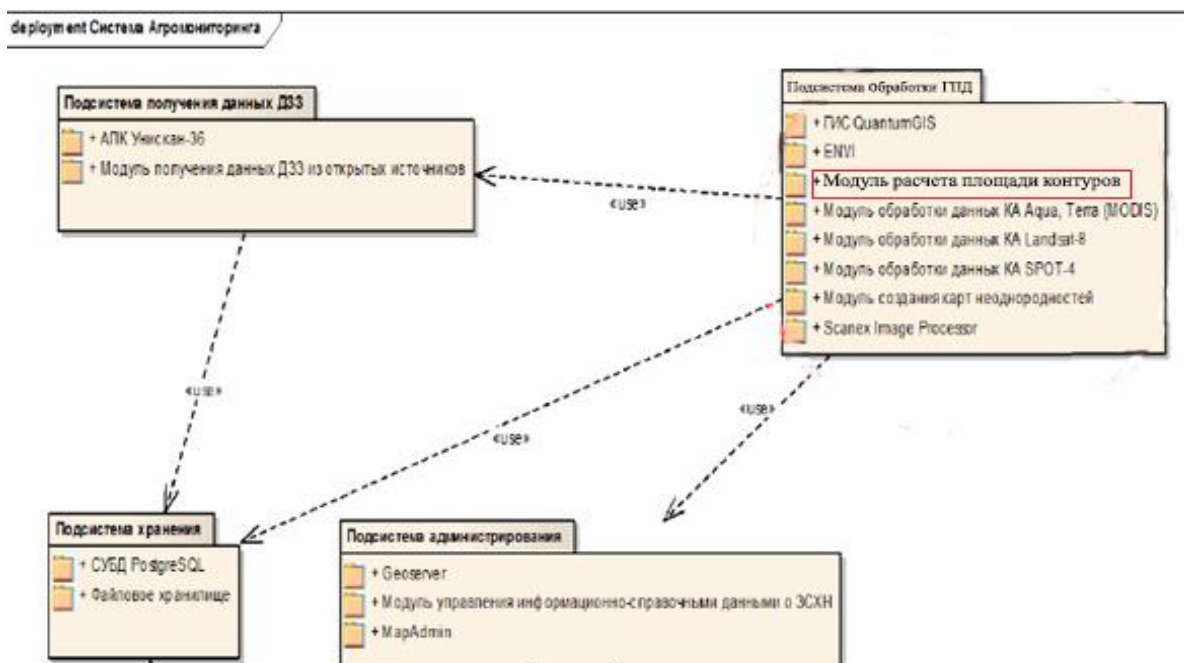 deployment Система Агромониторинга
Подсистема получения данных ДЗЗ
+ АПК Унискан-36
+ Модуль получения данных ДЗЗ из открытых источников
Подсистема Обработки ГПД
+ ГИС QuantumGIS
+ ENVI
+ Модуль расчета площади контуров
+ Модуль обработки данных КА Aqua, Terra (MODIS)
+ Модуль обработки данных КА Landsat-8
+ Модуль обработки данных КА SPOT-4
+ Модуль создания карт неоднородностей
+ Scanex Image Processor
«use»
«use»
«use»
«use»
Подсистема хранения
+ СУБД PostgreSQL
+ Файловое хранилище
Подсистема администрирования
+ Geoserver
+ Модуль управления информационно-справочными данными о ЗСХН
+ MapAdmin